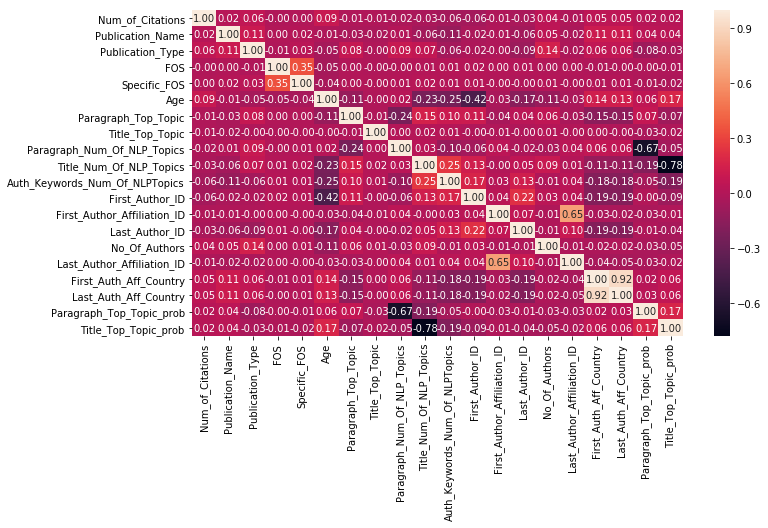 Num_of_Citations 1.00 0.02 0.06 -0.00 0.00 0.09 -0.01 -0.01 -0.02 -0.03 -0.06 -0.06 -0.01 -0.03 0.04 -0.01 0.05 0.05 0.02 0.02
Publication_Name 0.02 1.00 0.11 0.00 0.02 -0.01 -0.03 -0.02 0.01 -0.06 -0.11 -0.02 -0.01 -0.06 0.05 -0.02 0.11 0.11 0.04 0.04
Publication_Type 0.06 0.11 1.00 -0.01 0.03 -0.05 0.08 -0.00 0.09 0.07 -0.06 -0.02 0.00 -0.09 0.14 -0.02 0.06 0.06 -0.08 -0.03
FOS -0.00 0.00 -0.01 1.00 0.35 -0.05 0.00 -0.00 0.00 0.01 0.01 0.02 0.00 0.01 0.00 0.00 -0.01 -0.01 -0.00 -0.01
Specific_FOS 0.00 0.02 0.03 0.35 1.00 -0.04 0.00 -0.00 0.01 0.02 0.01 0.01 -0.00 -0.00 0.01 -0.00 0.01 0.01 -0.01 -0.02
Age 0.09 -0.01 -0.05 -0.05 -0.04 1.00 -0.11 -0.00 0.02 -0.23 -0.25 -0.42 -0.03 -0.17 -0.11 -0.03 0.14 0.13 0.06 0.17
Paragraph_Top_Topic -0.01 -0.03 0.08 0.00 0.00 -0.11 1.00 0.00 -0.24 0.15 0.10 0.11 -0.04 0.04 0.06 -0.03 -0.15 -0.15 0.07 -0.07
Title_Top_Topic -0.01 -0.02 -0.00 -0.00 -0.00 -0.00 0.00 1.00 0.00 0.02 0.01 -0.00 -0.01 0.00 -0.01 0.00 0.00 0.00 -0.03 -0.02
Paragraph_Num_Of_NLP_Topics -0.02 0.01 0.09 0.00 0.01 0.02 -0.24 0.00 1.00 0.03 -0.10 -0.06 0.04 -0.02 -0.03 0.04 0.06 0.06 -0.67 -0.05
Title_Num_Of_NLP_Topics -0.03 -0.06 0.07 0.01 0.02 -0.23 0.15 0.02 0.03 1.00 0.25 0.13 -0.00 0.05 0.09 0.01 -0.11 -0.11 -0.19 -0.78
Auth_Keywords_Num_Of_NLPTopics -0.06 -0.11 -0.06 0.01 0.01 -0.25 0.10 0.01 -0.10 0.25 1.00 0.17 0.03 0.13 -0.01 0.04 -0.18 -0.18 -0.05 -0.19
First_Author_ID -0.06 -0.02 -0.02 0.02 0.01 -0.42 0.11 -0.00 -0.06 0.13 0.17 1.00 0.04 0.22 0.03 0.04 -0.19 -0.19 -0.00 -0.09
First_Author_Affiliation_ID -0.01 -0.01 0.00 0.00 -0.00 -0.03 -0.04 -0.01 0.04 -0.00 0.03 0.04 1.00 0.07 -0.01 0.65 -0.03 -0.02 -0.03 -0.01
Last_Author_ID -0.03 -0.06 -0.09 0.01 -0.00 -0.17 0.04 0.00 -0.02 0.05 0.13 0.22 0.07 1.00 -0.01 0.10 -0.19 -0.19 -0.01 -0.04
No_Of_Authors 0.04 0.05 0.14 0.00 0.01 -0.11 0.06 -0.01 -0.03 0.09 -0.01 0.03 -0.01 -0.01 1.00 -0.01 -0.02 -0.02 -0.03 -0.05
Last_Author_Affiliation_ID -0.01 -0.02 -0.02 0.00 -0.00 -0.03 -0.03 0.00 0.04 0.01 0.04 0.04 0.65 0.10 -0.01 1.00 -0.04 -0.05 -0.03 -0.02
First_Auth_Aff_Country 0.05 0.11 0.06 -0.01 0.01 0.14 -0.15 0.00 0.06 -0.11 -0.18 -0.19 -0.03 -0.19 -0.02 -0.04 1.00 0.92 0.02 0.06
Last_Auth_Aff_Country 0.05 0.11 0.06 -0.01 0.01 0.13 -0.15 0.00 0.06 -0.11 -0.18 -0.19 -0.02 -0.19 -0.02 -0.05 0.92 1.00 0.03 0.06
Paragraph_Top_Topic_prob 0.02 0.04 -0.08 -0.00 -0.01 0.06 0.07 -0.03 -0.67 -0.19 -0.05 -0.00 -0.03 -0.01 -0.03 -0.03 0.02 0.03 1.00 0.17
Title_Top_Topic_prob 0.02 0.04 -0.03 -0.01 -0.02 0.17 -0.07 -0.02 -0.05 -0.78 -0.19 -0.09 -0.01 -0.04 -0.05 -0.02 0.06 0.06 0.17 1.00
Num_of_Citations
Publication_Name
Publication_Type
FOS
Specific_FOS
Age
Paragraph_Top_Topic
Title_Top_Topic
Paragraph_Num_Of_NLP_Topics
Title_Num_Of_NLP_Topics
Auth_Keywords_Num_Of_NLPTopics
First_Author_ID
First_Author_Affiliation_ID
Last_Author_ID
No_Of_Authors
Last_Author_Affiliation_ID
First_Auth_Aff_Country
Last_Auth_Aff_Country
Paragraph_Top_Topic_prob
Title_Top_Topic_prob
0.9
0.6
0.3
0.0
-0.3
-0.6